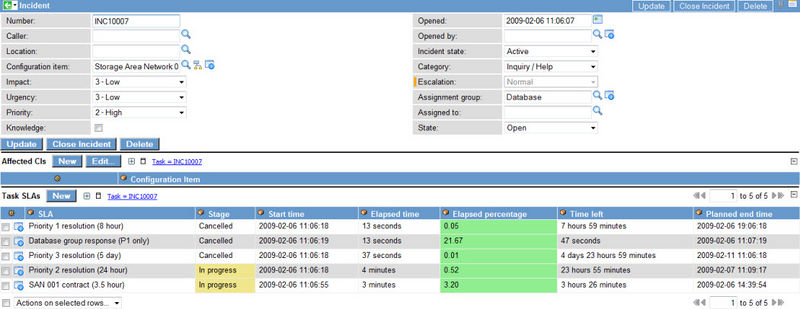 Incident
Update Close Incident Delete
Number: INC10007 Opened: 2009-02-06 11:06:07
Caller: Opened by:
Location: Incident state: Active
Configuration item: Storage Area Network 0 Category: Inquiry / Help
Impact: 3 - Low Escalation: Normal
Urgency: 3 - Low Assignment group: Database
Priority: 2 - High Assigned to:
Knowledge: State: Open
Update Close Incident Delete
Affected CIs New Edit... Task = INC10007
Configuration Item
Task SLAs New Task = INC10007 1 to 5 of 5
SLA Stage Start time Elapsed time Elapsed percentage Time left Planned end time
Priority 1 resolution (8 hour) Cancelled 2009-02-06 11:06:18 13 seconds 0.05 7 hours 59 minutes 2009-02-06 19:06:18
Database group response (P1 only) Cancelled 2009-02-06 11:06:19 13 seconds 21.67 47 seconds 2009-02-06 11:07:19
Priority 3 resolution (5 day) Cancelled 2009-02-06 11:06:18 37 seconds 0.01 4 days 23 hours 59 minutes 2009-02-11 11:06:18
Priority 2 resolution (24 hour) In progress 2009-02-06 11:06:18 4 minutes 0.52 23 hours 55 minutes 2009-02-07 11:09:17
SAN 001 contract (3.5 hour) In progress 2009-02-06 11:06:55 3 minutes 3.20 3 hours 26 minutes 2009-02-06 14:39:54
Actions on selected rows... 1 to 5 of 5